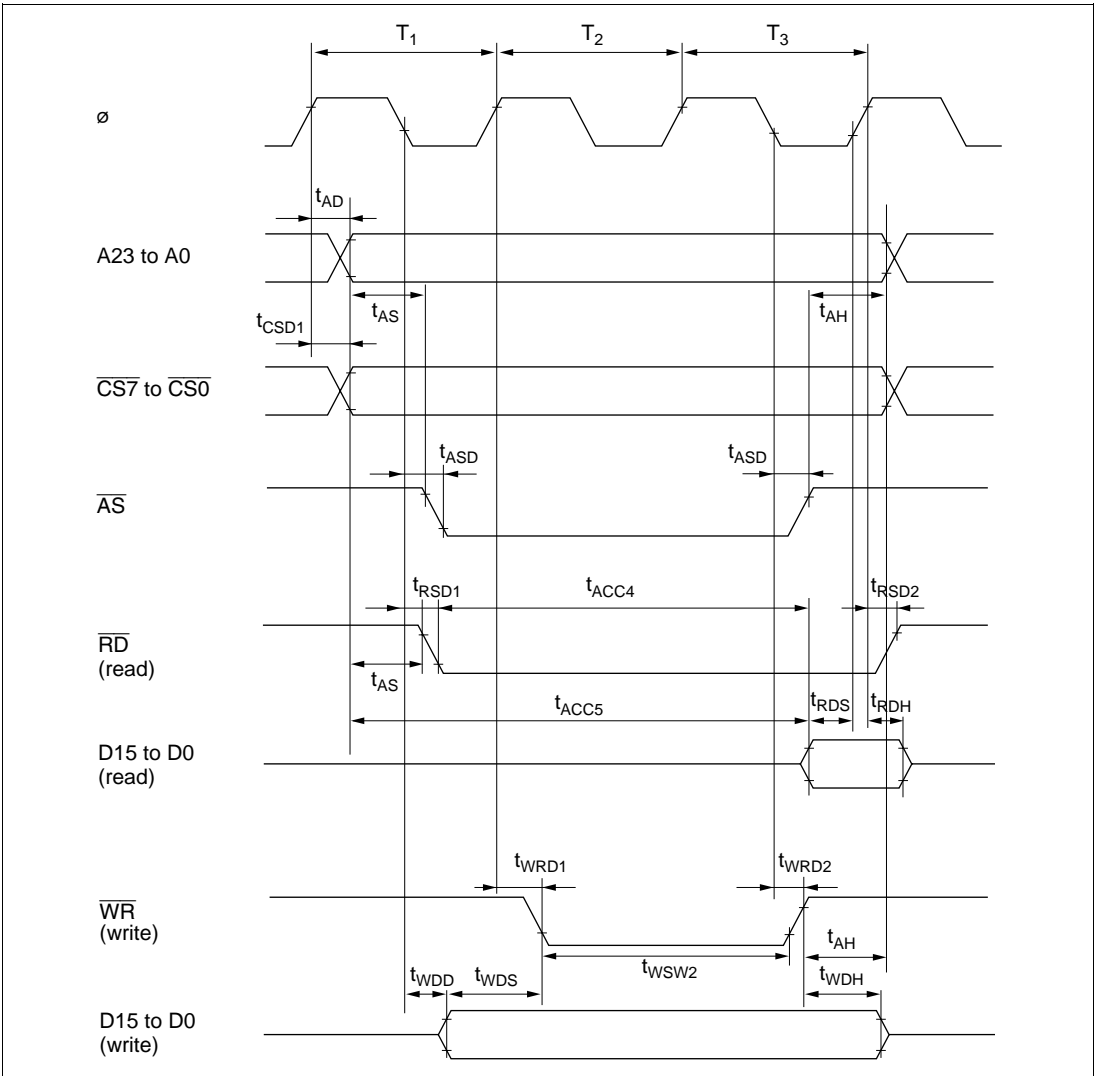 T1 T2 T3
ø
tAD
A23 to A0
tAS tAH
tCSD1
CS7 to CS0
tASD tASD
AS
tRSD1 tACC4 tRSD2
RD
(read)
tAS
tACC5 tRDS tRDH
D15 to D0
(read)
tWRD1 tWRD2
WR
(write)
tAH
tWSW2
tWDD tWDS tWDH
D15 to D0
(write)